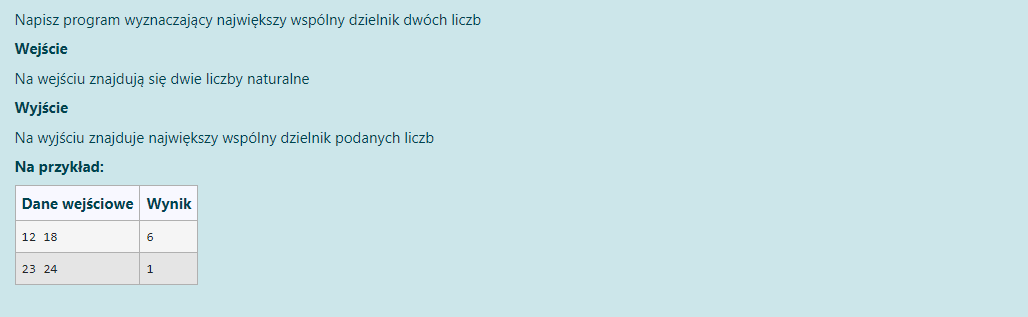 Napisz program wyznaczający największy wspólny dzielnik dwóch liczb
Wejście
Na wejściu znajdują się dwie liczby naturalne
Wyjście
Na wyjściu znajduje największy wspólny dzielnik podanych liczb
Na przykład:
Dane wejściowe Wynik
12 18 6
23 24 1